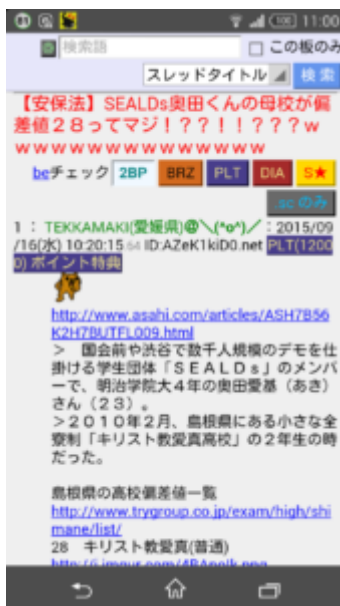 100 11:00
検索語
この板のみ
スレッドタイトル
検索
【安保法】SEALDs奥田くんの母校が偏
差値28ってマジ！？？！！？？？w
wwwwwwwwwwwwww
beチェック 2BP BRZ PLT DIA S★
.sc のみ
1 ： TEKKAMAKI(愛媛県)@＼(^o^)／ ：2015/09
/16(水) 10:20:15 ID:AZeK1kiD0.net PLT(1200
0) ポイント特典
http://www.asahi.com/articles/ASH7B56
K2H7BUTFL009.html
＞　国会前や渋谷で数千人規模のデモを仕
掛ける学生団体「ＳＥＡＬＤｓ」のメンバ
ーで、明治学院大４年の奥田愛基（あき）
さん（２３）。
＞２０１０年２月、島根県にある小さな全
寮制「キリスト教愛真高校」の２年生の時
だった。
島根県の高校偏差値一覧
http://www.trygroup.co.jp/exam/high/shi
mane/list/
28　キリスト教愛真(普通)